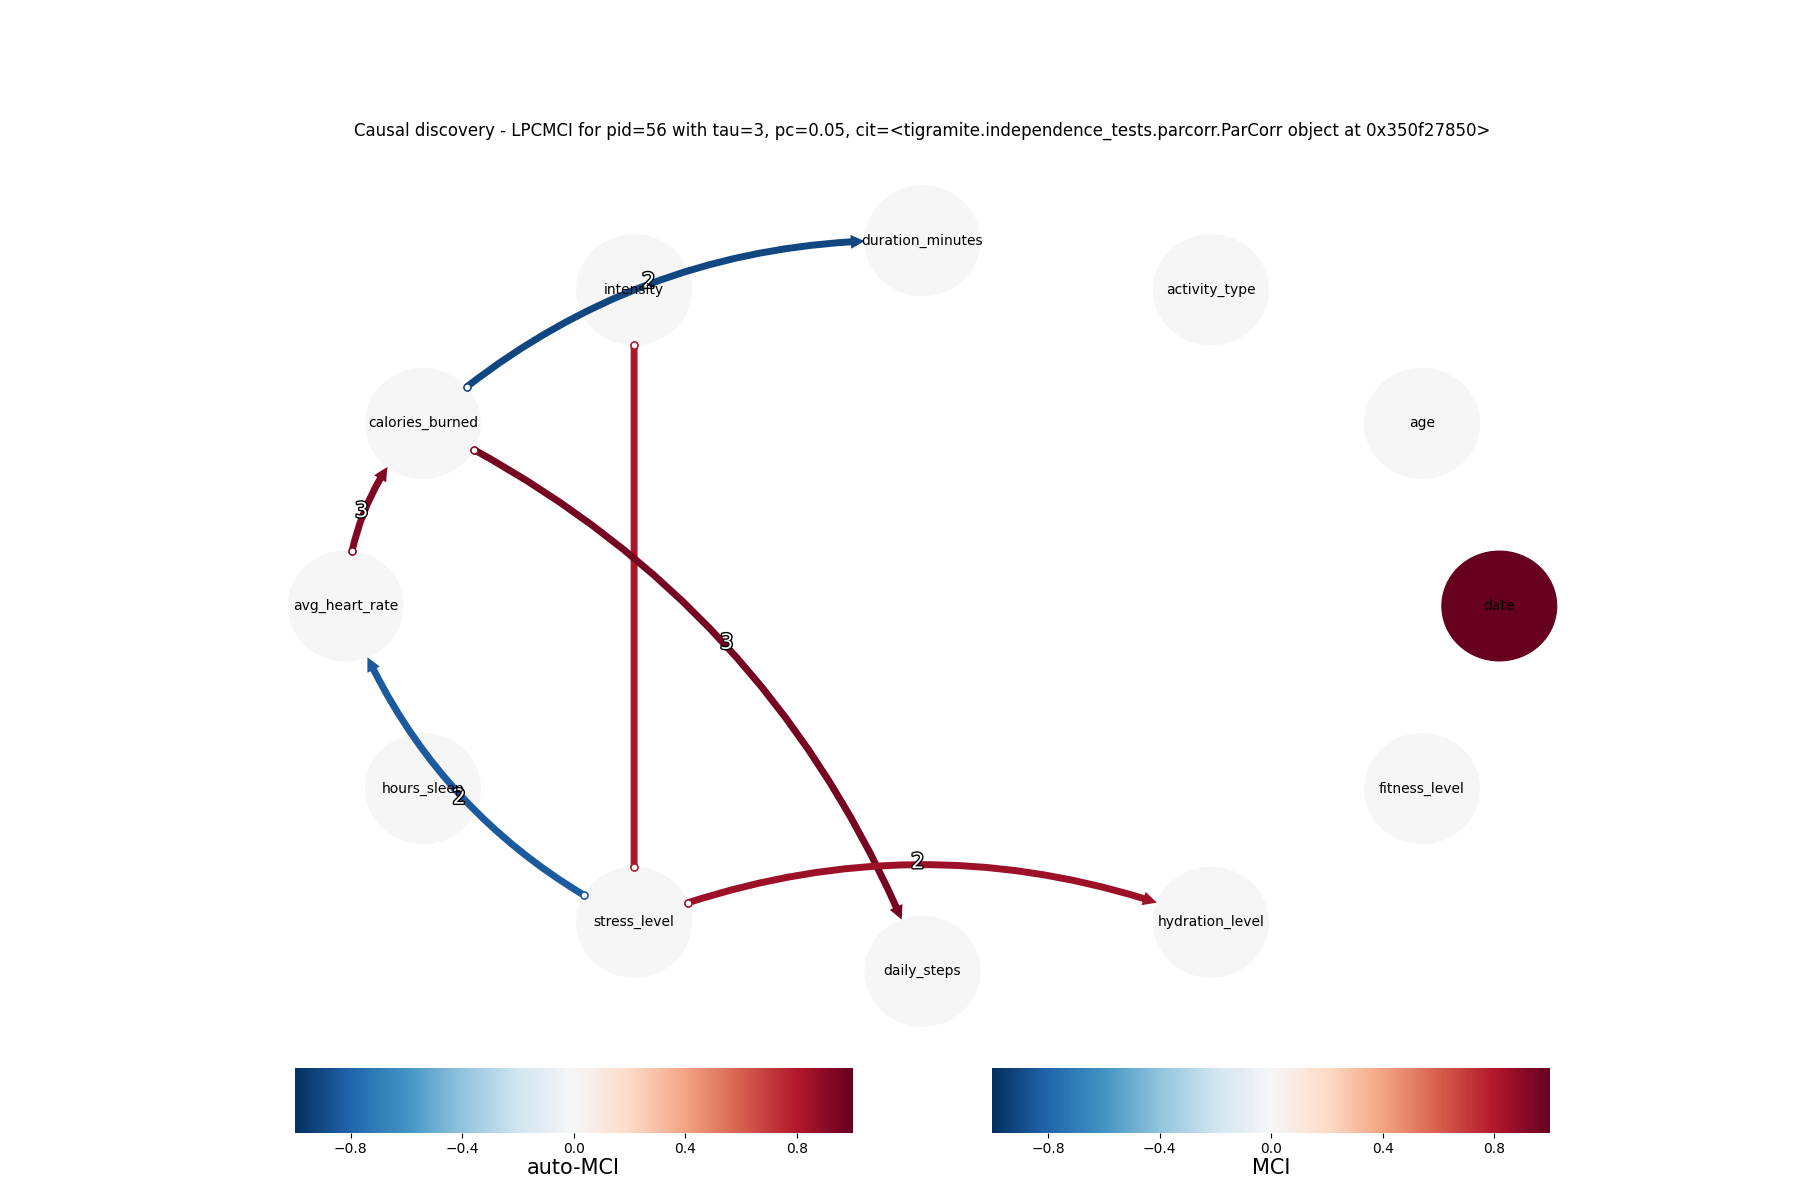 Causal discovery - LPCMCI for pid=56 with tau=3, pc=0.05, cit=<tigramite.independence_tests.parcorr.ParCorr object at 0x350f27850>
duration_minutes
2
intensity
activity_type
calories_burned
age
3
avg_heart_rate
date
3
hours_sleep
2
fitness_level
2
stress_level
hydration_level
daily_steps
−0.8 −0.4 0.0 0.4 0.8
auto-MCI
−0.8 −0.4 0.0 0.4 0.8
MCI